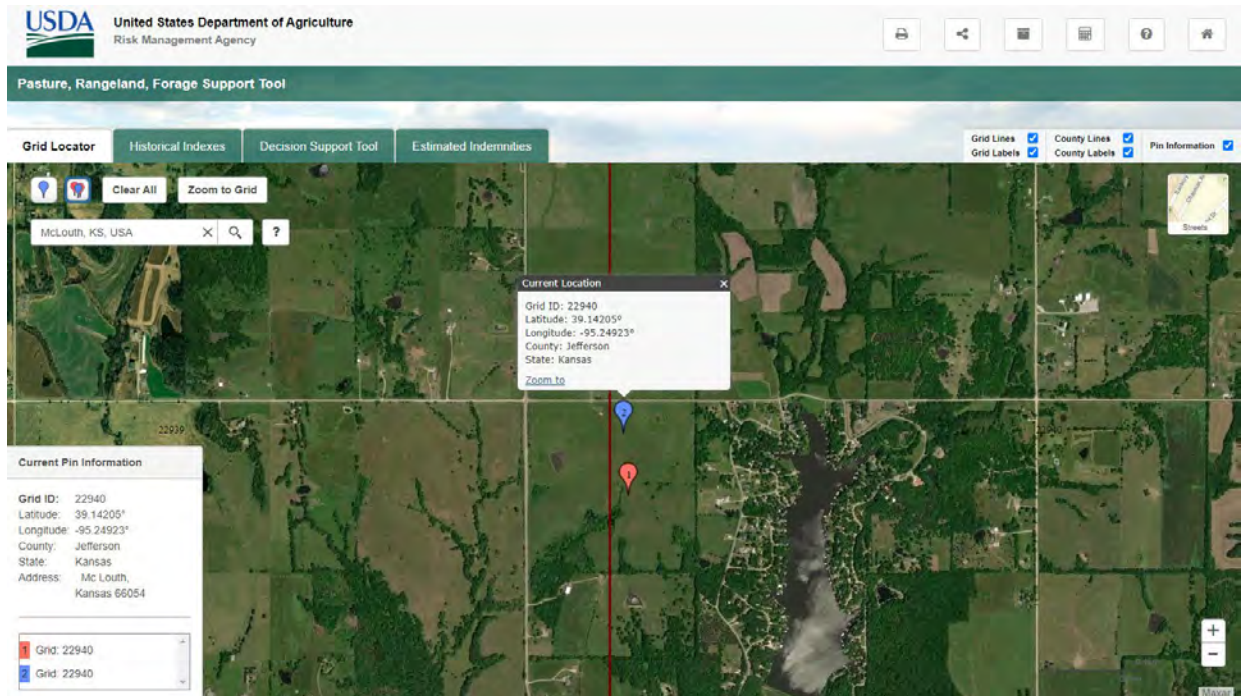 USDA
United States Department of Agriculture
Risk Management Agency
Pasture, Rangeland, Forage Support Tool
Grid Locator
Historical Indexes
Decision Support Tool
Estimated Indemnities
Grid Lines
County Lines
Pin Information
Grid Labels
County Labels
Clear All
Zoom to Grid
McLouth, KS, USA
?
Streets
Current Location
Grid ID: 22940
Latitude: 39.14205°
Longitude: -95.24923°
County: Jefferson
State: Kansas
Zoom to
2
1
22939
Current Pin Information
Grid ID: 22940
Latitude: 39.14205°
Longitude: -95.24923°
County: Jefferson
State: Kansas
Address: Mc Louth,
Kansas 66054
1 Grid: 22940
2 Grid: 22940
+
−
Maxar